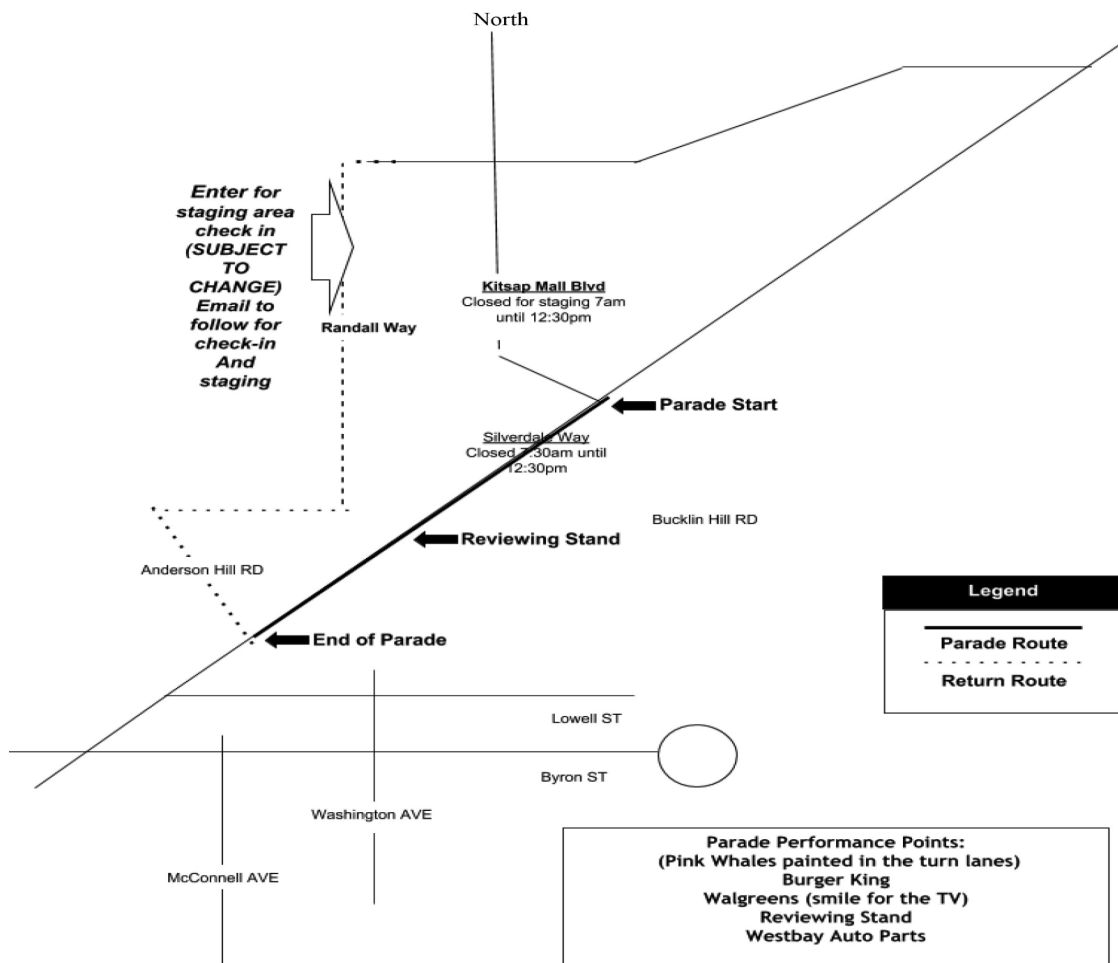 North
Enter for
staging area
check in
(SUBJECT
TO
CHANGE)
Email to
follow for
check-in
And
staging
Randall Way
Kitsap Mall Blvd
Closed for staging 7am
until 12:30pm
Parade Start
Silverdale Way
Closed 7:30am until
12:30pm
Bucklin Hill RD
Reviewing Stand
Anderson Hill RD
End of Parade
Legend
Parade Route
Return Route
Lowell ST
Byron ST
Washington AVE
McConnell AVE
Parade Performance Points:
(Pink Whales painted in the turn lanes)
Burger King
Walgreens (smile for the TV)
Reviewing Stand
Westbay Auto Parts